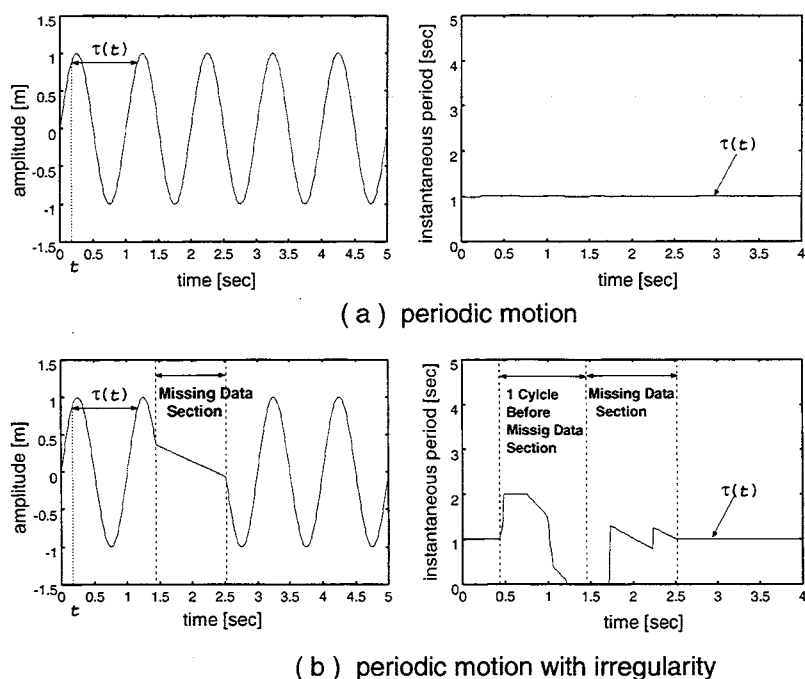 1.5
1
0.5
0
-0.5
-1
-1.5
amplitude [m]
τ(t)
0 0.5 1 1.5 2 2.5 3 3.5 4 4.5 5
t
time [sec]
5
4
3
2
1
0
instantaneous period [sec]
τ(t)
0 0.5 1 1.5 2 2.5 3 3.5 4
time [sec]
( a ) periodic motion
1.5
1
0.5
0
-0.5
-1
-1.5
amplitude [m]
τ(t)
Missing Data
Section
0 0.5 1 1.5 2 2.5 3 3.5 4 4.5 5
t
time [sec]
5
4
3
2
1
0
instantaneous period [sec]
1 Cylcle
Before
Missig Data
Section
Missing Data
Section
τ(t)
0 0.5 1 1.5 2 2.5 3 3.5 4
time [sec]
( b ) periodic motion with irregularity